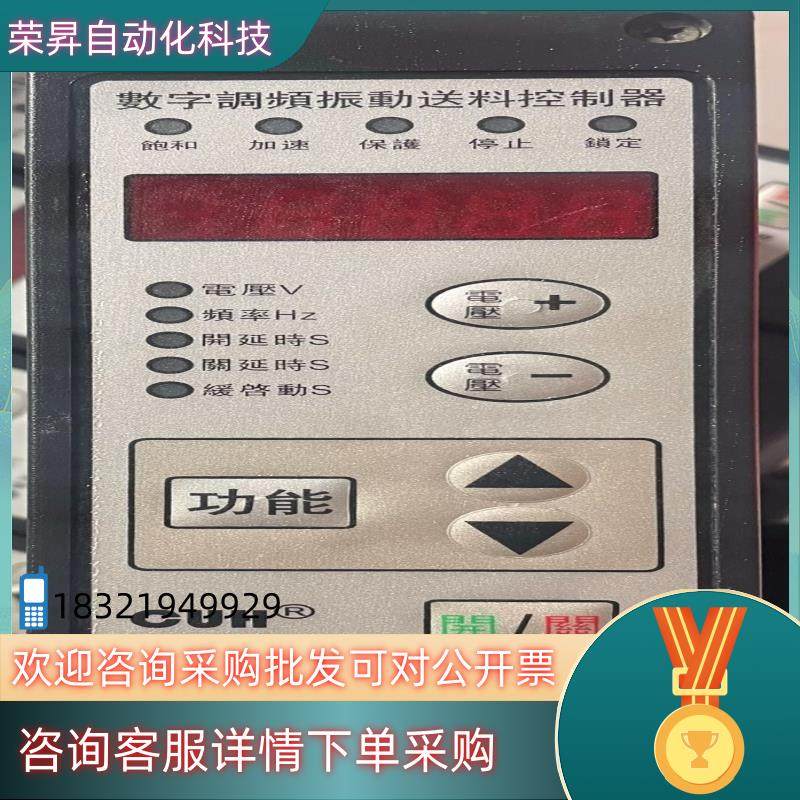 荣昇自动化科技
數字調頻振動送料控制器
飽和 加速 保護 停止 鎖定
電壓V
頻率Hz
開延時S
關延時S
緩啓動S
電壓 +
電壓 −
功能
18321949929
CUH®
開/關
欢迎咨询采购批发可对公开票
咨询客服详情下单采购